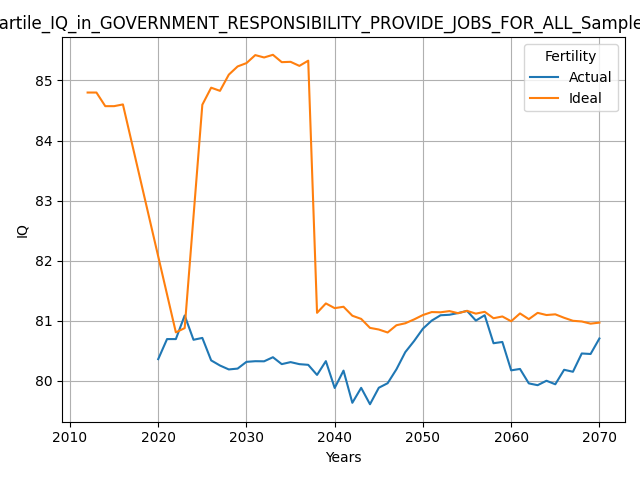 artile_IQ_in_GOVERNMENT_RESPONSIBILITY_PROVIDE_JOBS_FOR_ALL_Sample
Fertility
Actual
Ideal
85
84
83
82
81
80
IQ
2010 2020 2030 2040 2050 2060 2070
Years